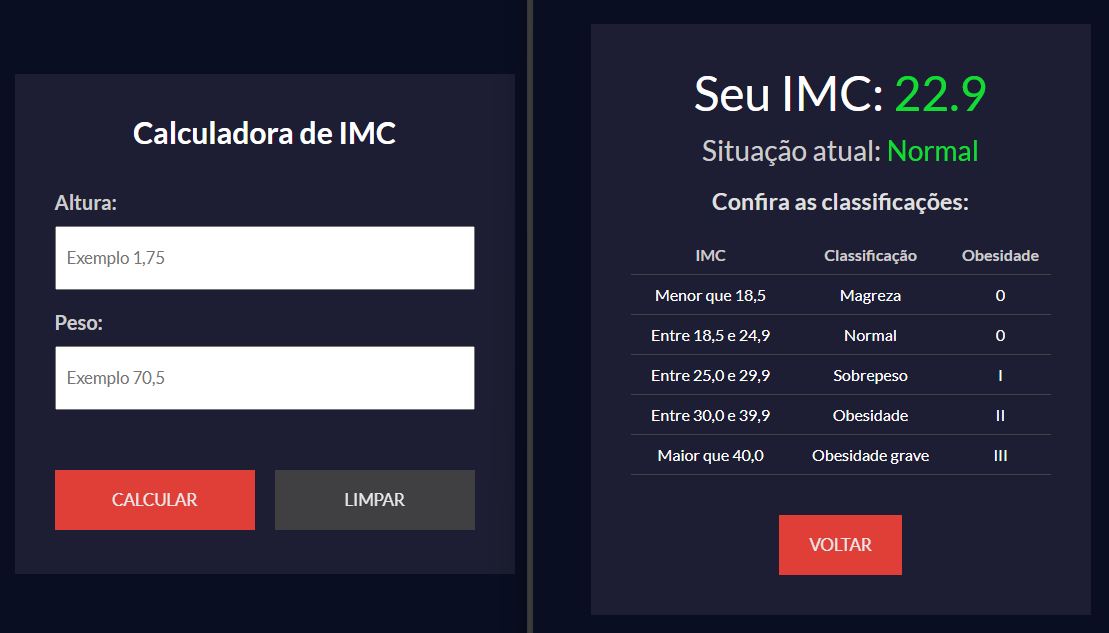 Calculadora de IMC
Altura:
Exemplo 1,75
Peso:
Exemplo 70,5
CALCULAR LIMPAR
Seu IMC: 22.9
Situação atual: Normal
Confira as classificações:
IMC Classificação Obesidade
Menor que 18,5 Magreza 0
Entre 18,5 e 24,9 Normal 0
Entre 25,0 e 29,9 Sobrepeso I
Entre 30,0 e 39,9 Obesidade II
Maior que 40,0 Obesidade grave III
VOLTAR